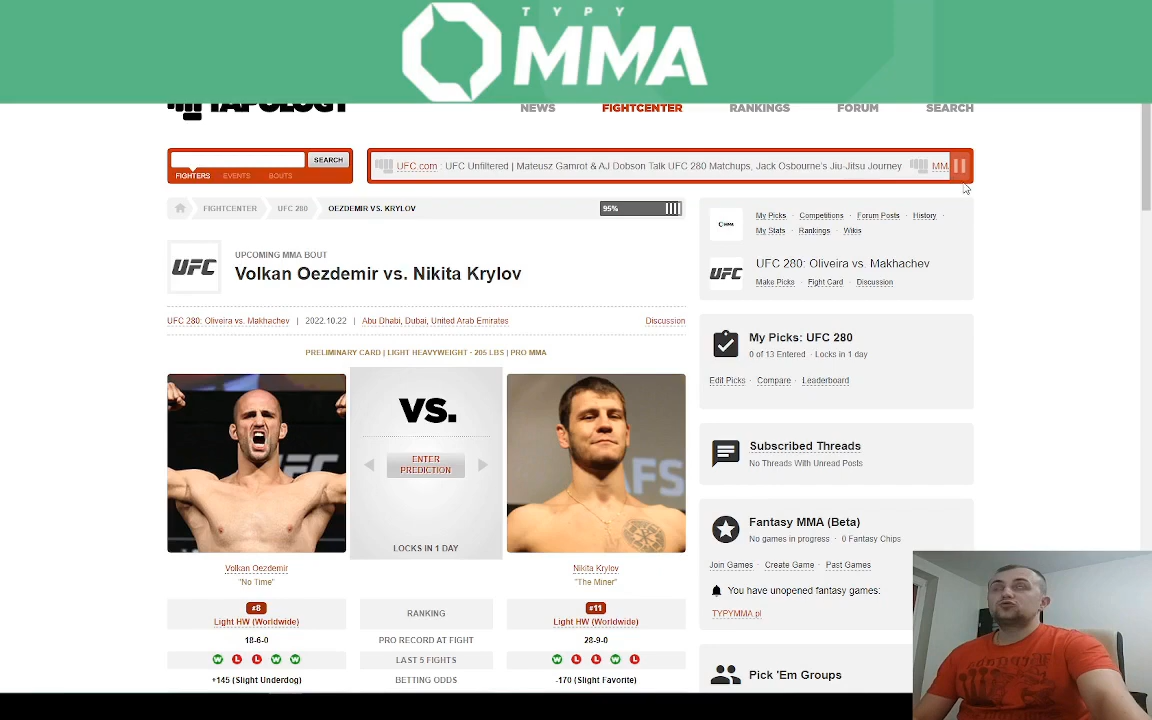 TYPY
MMA
TAPOLOGY
NEWS FIGHTCENTER RANKINGS FORUM SEARCH
SEARCH
FIGHTERS EVENTS BOUTS
UFC.com : UFC Unfiltered | Mateusz Gamrot & AJ Dobson Talk UFC 280 Matchups, Jack Osbourne's Jiu-Jitsu Journey MM
FIGHTCENTER UFC 280 OEZDEMIR VS. KRYLOV 95%
UFC
UPCOMING MMA BOUT
Volkan Oezdemir vs. Nikita Krylov
UFC 280: Oliveira vs. Makhachev | 2022.10.22 | Abu Dhabi, Dubai, United Arab Emirates Discussion
PRELIMINARY CARD | LIGHT HEAVYWEIGHT - 205 LBS | PRO MMA
VS.
ENTER
PREDICTION
LOCKS IN 1 DAY
Volkan Oezdemir Nikita Krylov
"No Time" "The Miner"
#8 RANKING #11
Light HW (Worldwide) Light HW (Worldwide)
18-6-0 PRO RECORD AT FIGHT 28-9-0
W L L W W LAST 5 FIGHTS W L L W L
+145 (Slight Underdog) BETTING ODDS -170 (Slight Favorite)
My Picks · Competitions · Forum Posts · History ·
My Stats · Rankings · Wikis
UFC
UFC 280: Oliveira vs. Makhachev
Make Picks · Fight Card · Discussion
My Picks: UFC 280
0 of 13 Entered · Locks in 1 day
Edit Picks · Compare · Leaderboard
Subscribed Threads
No Threads With Unread Posts
Fantasy MMA (Beta)
No games in progress · 0 Fantasy Chips
Join Games · Create Game · Past Games
You have unopened fantasy games:
TYPYMMA.pl
Pick 'Em Groups